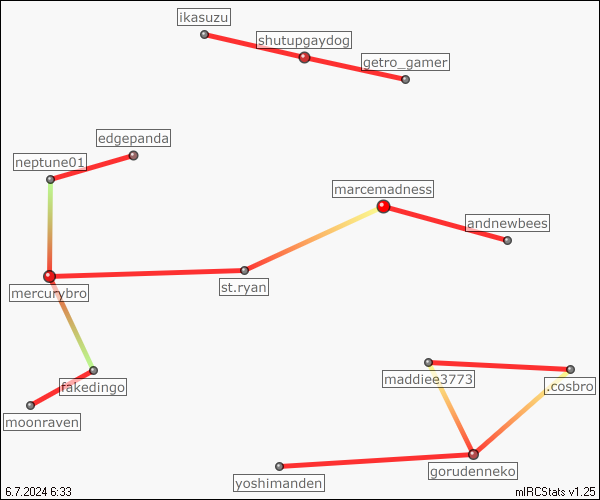 ikasuzu
shutupgaydog
getro_gamer
edgepanda
neptune01
marcemadness
andnewbees
st.ryan
mercurybro
maddiee3773
.cosbro
fakedingo
moonraven
gorudenneko
yoshimanden
6.7.2024 6:33
mIRCStats v1.25